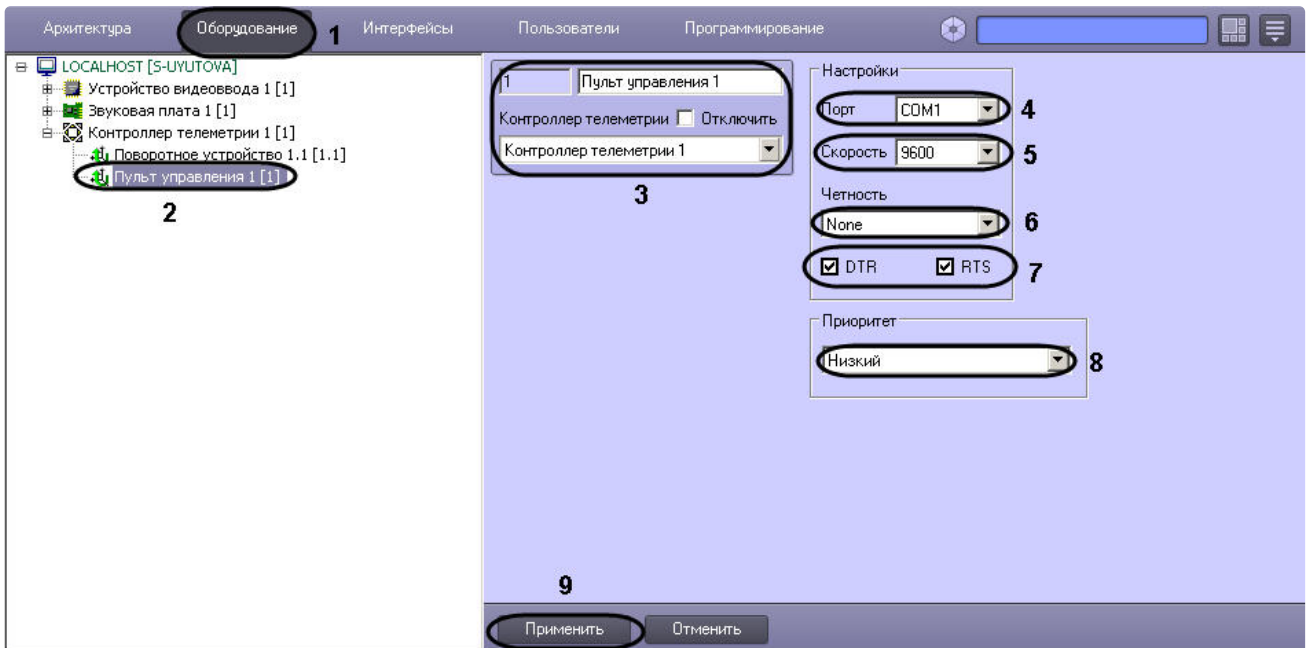 Архитектура Оборудование 1 Интерфейсы Пользователи Программирование
LOCALHOST [S-UYUTOVA]
Устройство видеоввода 1 [1]
Звуковая плата 1 [1]
Контроллер телеметрии 1 [1]
Поворотное устройство 1.1 [1.1]
Пульт управления 1 [1]
2
1 Пульт управления 1
Контроллер телеметрии Отключить
Контроллер телеметрии 1
3
Настройки
Порт COM1 4
Скорость 9600 5
Четность
None 6
DTR RTS 7
Приоритет
Низкий 8
9
Применить Отменить